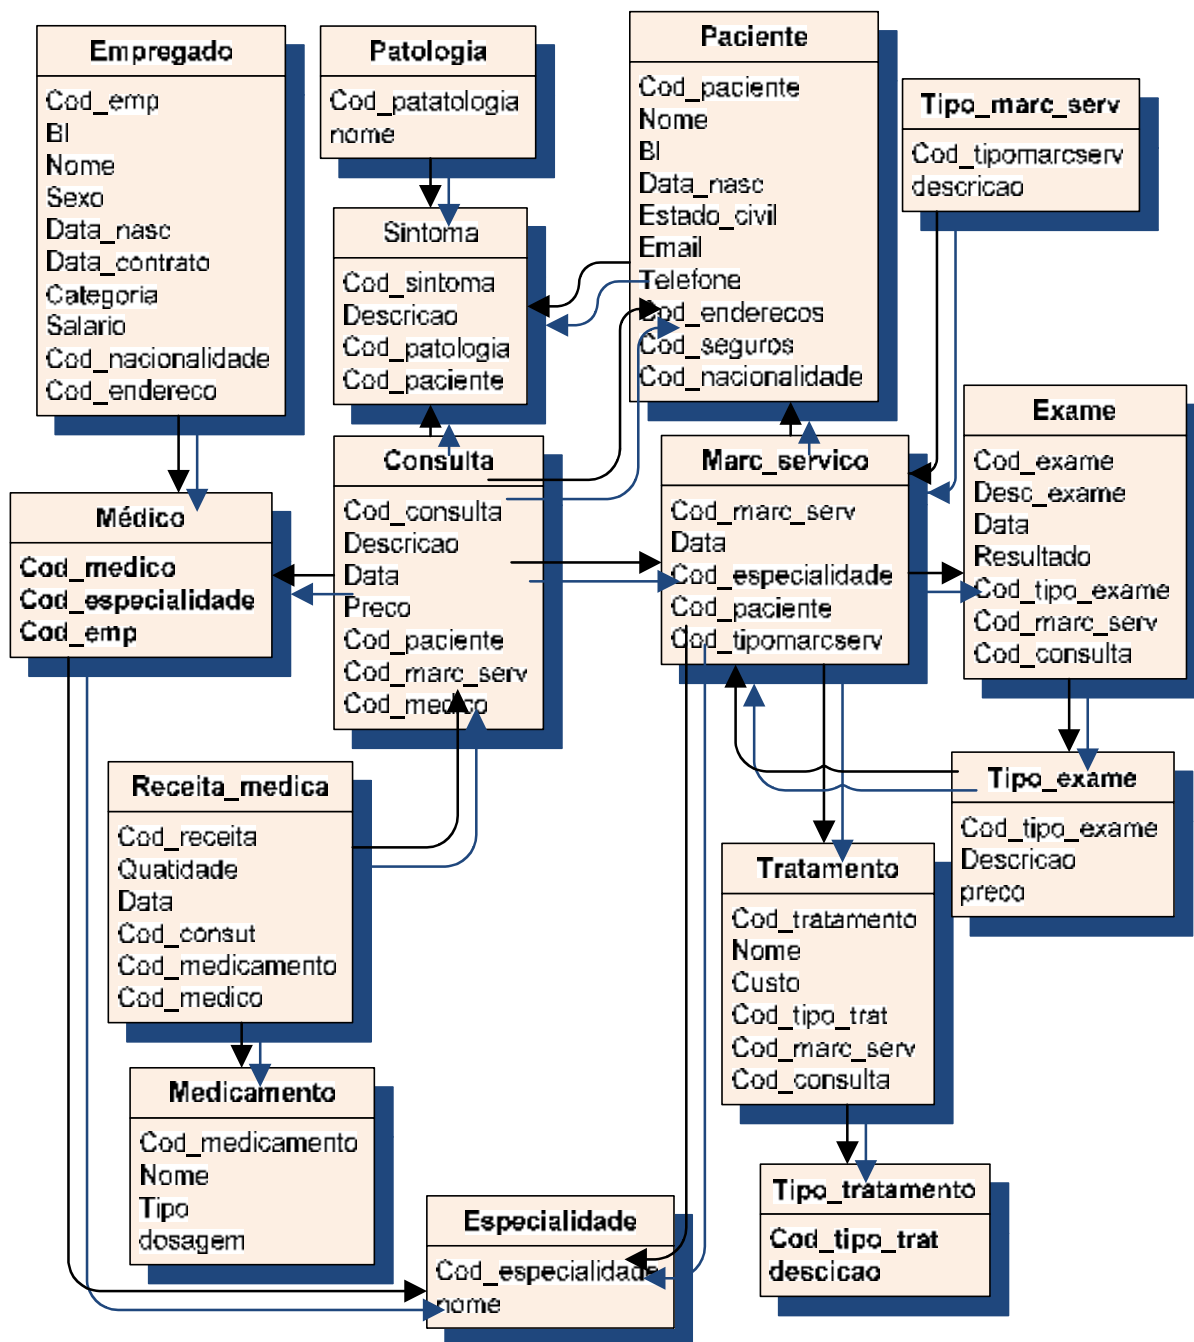 Empregado
Cod_emp
BI
Nome
Sexo
Data_nasc
Data_contrato
Categoria
Salario
Cod_nacionalidade
Cod_endereco
Patologia
Cod_patatologia
nome
Sintoma
Cod_sintoma
Descricao
Cod_patologia
Cod_paciente
Paciente
Cod_paciente
Nome
BI
Data_nasc
Estado_civil
Email
Telefone
Cod_enderecos
Cod_seguros
Cod_nacionalidade
Tipo_marc_serv
Cod_tipomarcserv
descricao
Médico
Cod_medico
Cod_especialidade
Cod_emp
Consulta
Cod_consulta
Descricao
Data
Preco
Cod_paciente
Cod_marc_serv
Cod_medico
Marc_servico
Cod_marc_serv
Data
Cod_especialidade
Cod_paciente
Cod_tipomarcserv
Exame
Cod_exame
Desc_exame
Data
Resultado
Cod_tipo_exame
Cod_marc_serv
Cod_consulta
Receita_medica
Cod_receita
Quatidade
Data
Cod_consut
Cod_medicamento
Cod_medico
Tipo_exame
Cod_tipo_exame
Descricao
preco
Tratamento
Cod_tratamento
Nome
Custo
Cod_tipo_trat
Cod_marc_serv
Cod_consulta
Medicamento
Cod_medicamento
Nome
Tipo
dosagem
Especialidade
Cod_especialidade
nome
Tipo_tratamento
Cod_tipo_trat
descicao